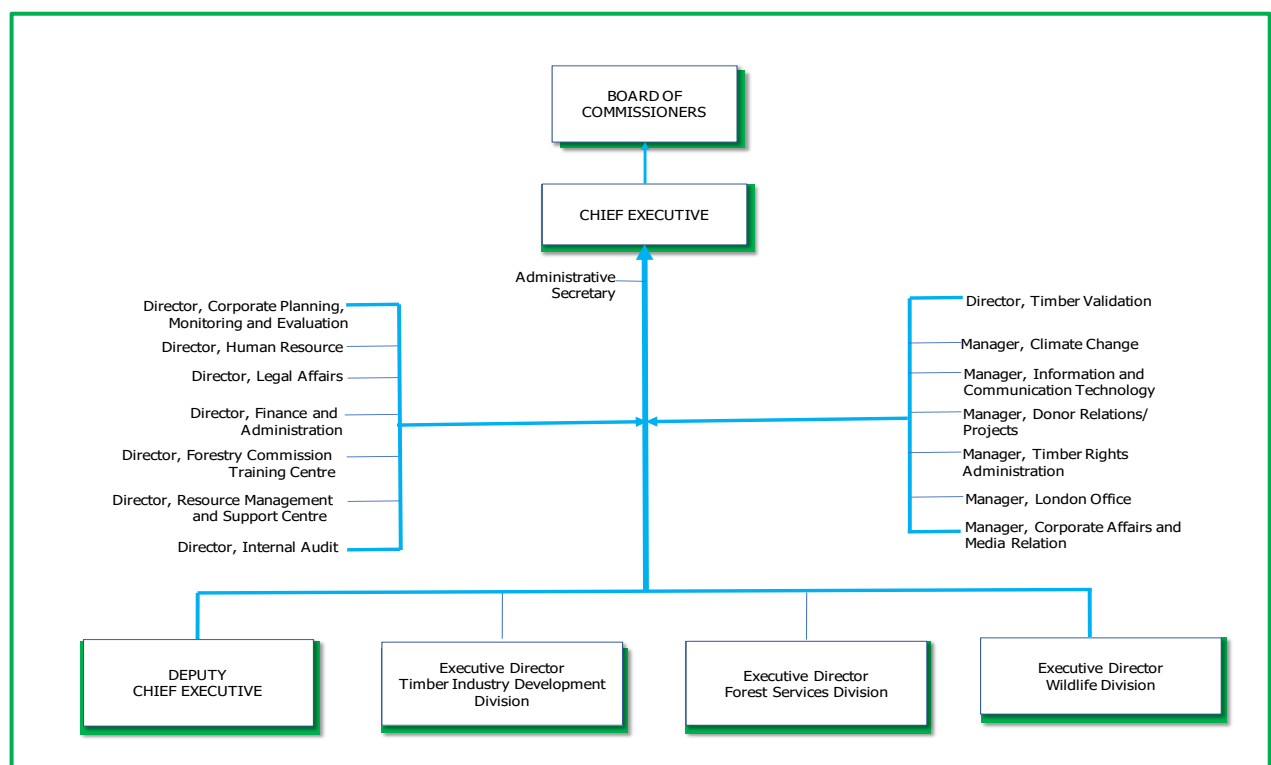 BOARD OF
COMMISSIONERS
CHIEF EXECUTIVE
Administrative
Secretary
Director, Corporate Planning,
Monitoring and Evaluation
Director, Human Resource
Director, Legal Affairs
Director, Finance and
Administration
Director, Forestry Commission
Training Centre
Director, Resource Management
and Support Centre
Director, Internal Audit
Director, Timber Validation
Manager, Climate Change
Manager, Information and
Communication Technology
Manager, Donor Relations/
Projects
Manager, Timber Rights
Administration
Manager, London Office
Manager, Corporate Affairs and
Media Relation
DEPUTY
CHIEF EXECUTIVE
Executive Director
Timber Industry Development
Division
Executive Director
Forest Services Division
Executive Director
Wildlife Division